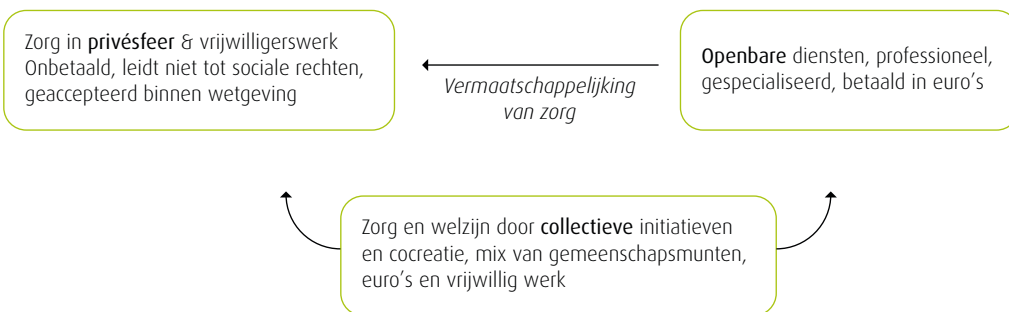 Zorg in privésfeer & vrijwilligerswerk
Onbetaald, leidt niet tot sociale rechten,
geaccepteerd binnen wetgeving
Vermaatschappelijking
van zorg
Openbare diensten, professioneel,
gespecialiseerd, betaald in euro's
Zorg en welzijn door collectieve initiatieven
en cocreatie, mix van gemeenschapsmunten,
euro's en vrijwillig werk